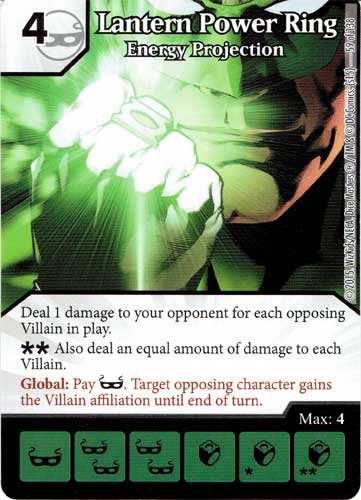 4
Lantern Power Ring
Energy Projection
Deal 1 damage to your opponent for each opposing
Villain in play.
** Also deal an equal amount of damage to each
Villain.
Global: Pay . Target opposing character gains
the Villain affiliation until end of turn.
Max: 4
*
**